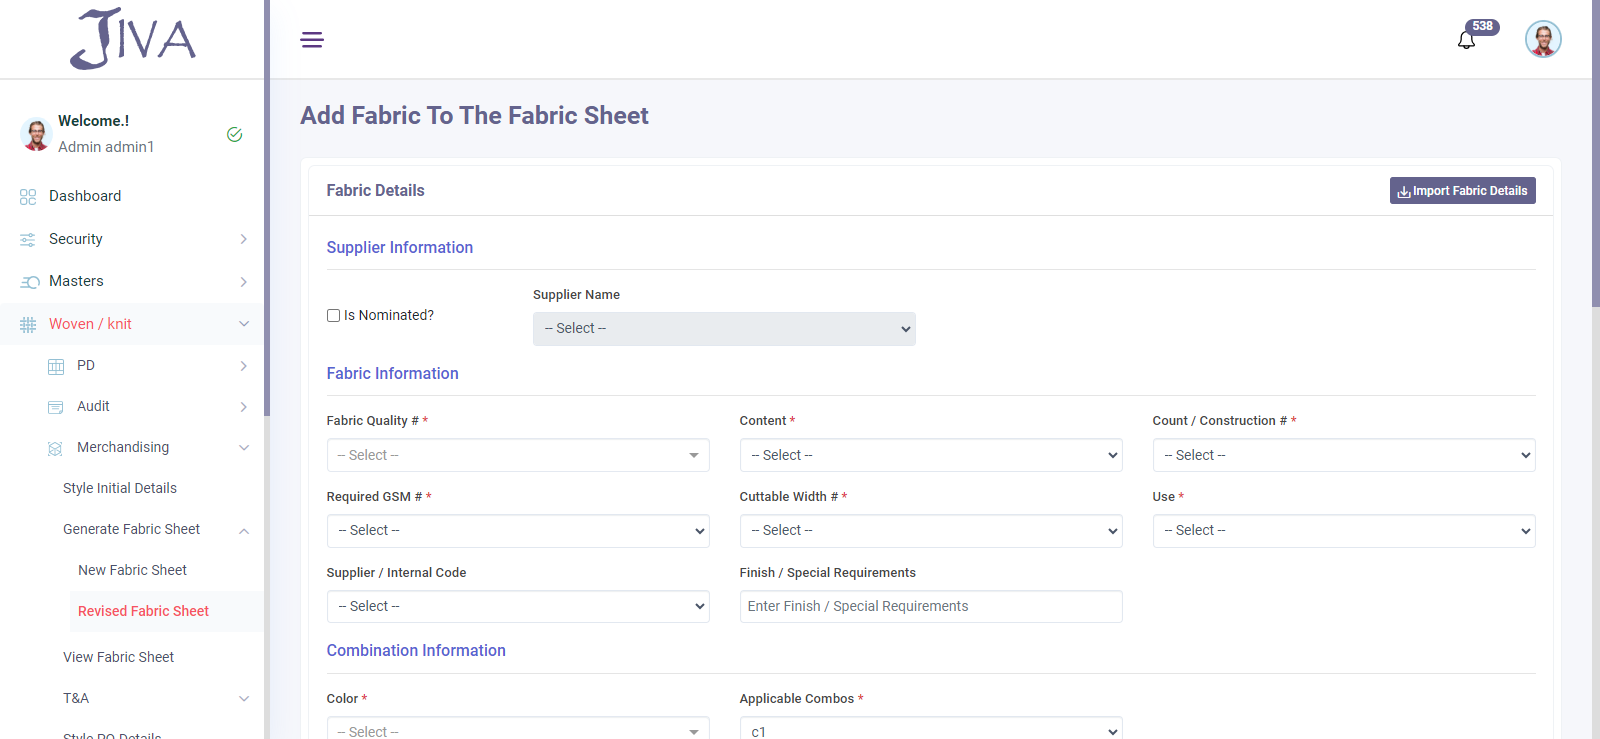 JIVA
538
Welcome.!
Admin admin1
Dashboard
Security
Masters
Woven / knit
PD
Audit
Merchandising
Style Initial Details
Generate Fabric Sheet
New Fabric Sheet
Revised Fabric Sheet
View Fabric Sheet
T&A
Style PO Details
Add Fabric To The Fabric Sheet
Fabric Details
Import Fabric Details
Supplier Information
Is Nominated?
Supplier Name
-- Select --
Fabric Information
Fabric Quality # *
Content *
Count / Construction # *
-- Select --
-- Select --
-- Select --
Required GSM # *
Cuttable Width # *
Use *
-- Select --
-- Select --
-- Select --
Supplier / Internal Code
Finish / Special Requirements
-- Select --
Enter Finish / Special Requirements
Combination Information
Color *
Applicable Combos *
-- Select --
c1